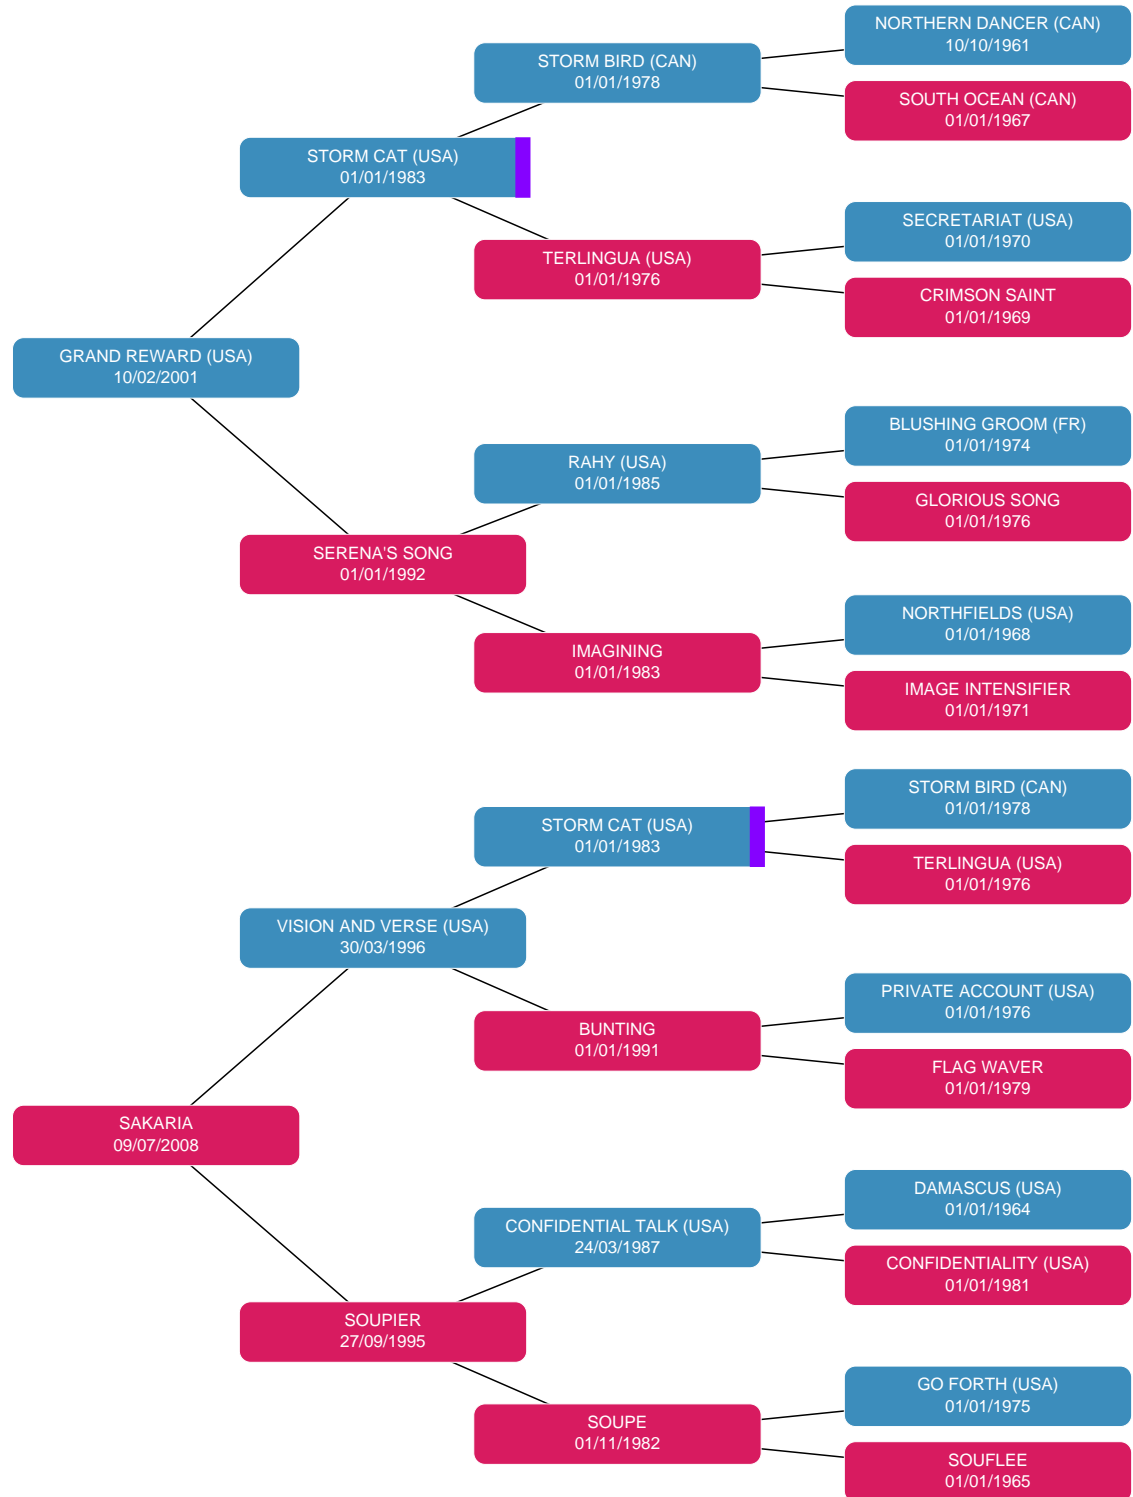 NORTHERN DANCER (CAN)
10/10/1961
STORM BIRD (CAN)
01/01/1978
SOUTH OCEAN (CAN)
01/01/1967
STORM CAT (USA)
01/01/1983
SECRETARIAT (USA)
01/01/1970
TERLINGUA (USA)
01/01/1976
CRIMSON SAINT
01/01/1969
GRAND REWARD (USA)
10/02/2001
BLUSHING GROOM (FR)
01/01/1974
RAHY (USA)
01/01/1985
GLORIOUS SONG
01/01/1976
SERENA'S SONG
01/01/1992
NORTHFIELDS (USA)
01/01/1968
IMAGINING
01/01/1983
IMAGE INTENSIFIER
01/01/1971
STORM BIRD (CAN)
01/01/1978
STORM CAT (USA)
01/01/1983
TERLINGUA (USA)
01/01/1976
VISION AND VERSE (USA)
30/03/1996
PRIVATE ACCOUNT (USA)
01/01/1976
BUNTING
01/01/1991
FLAG WAVER
01/01/1979
SAKARIA
09/07/2008
DAMASCUS (USA)
01/01/1964
CONFIDENTIAL TALK (USA)
24/03/1987
CONFIDENTIALITY (USA)
01/01/1981
SOUPIER
27/09/1995
GO FORTH (USA)
01/01/1975
SOUPE
01/11/1982
SOUFLEE
01/01/1965